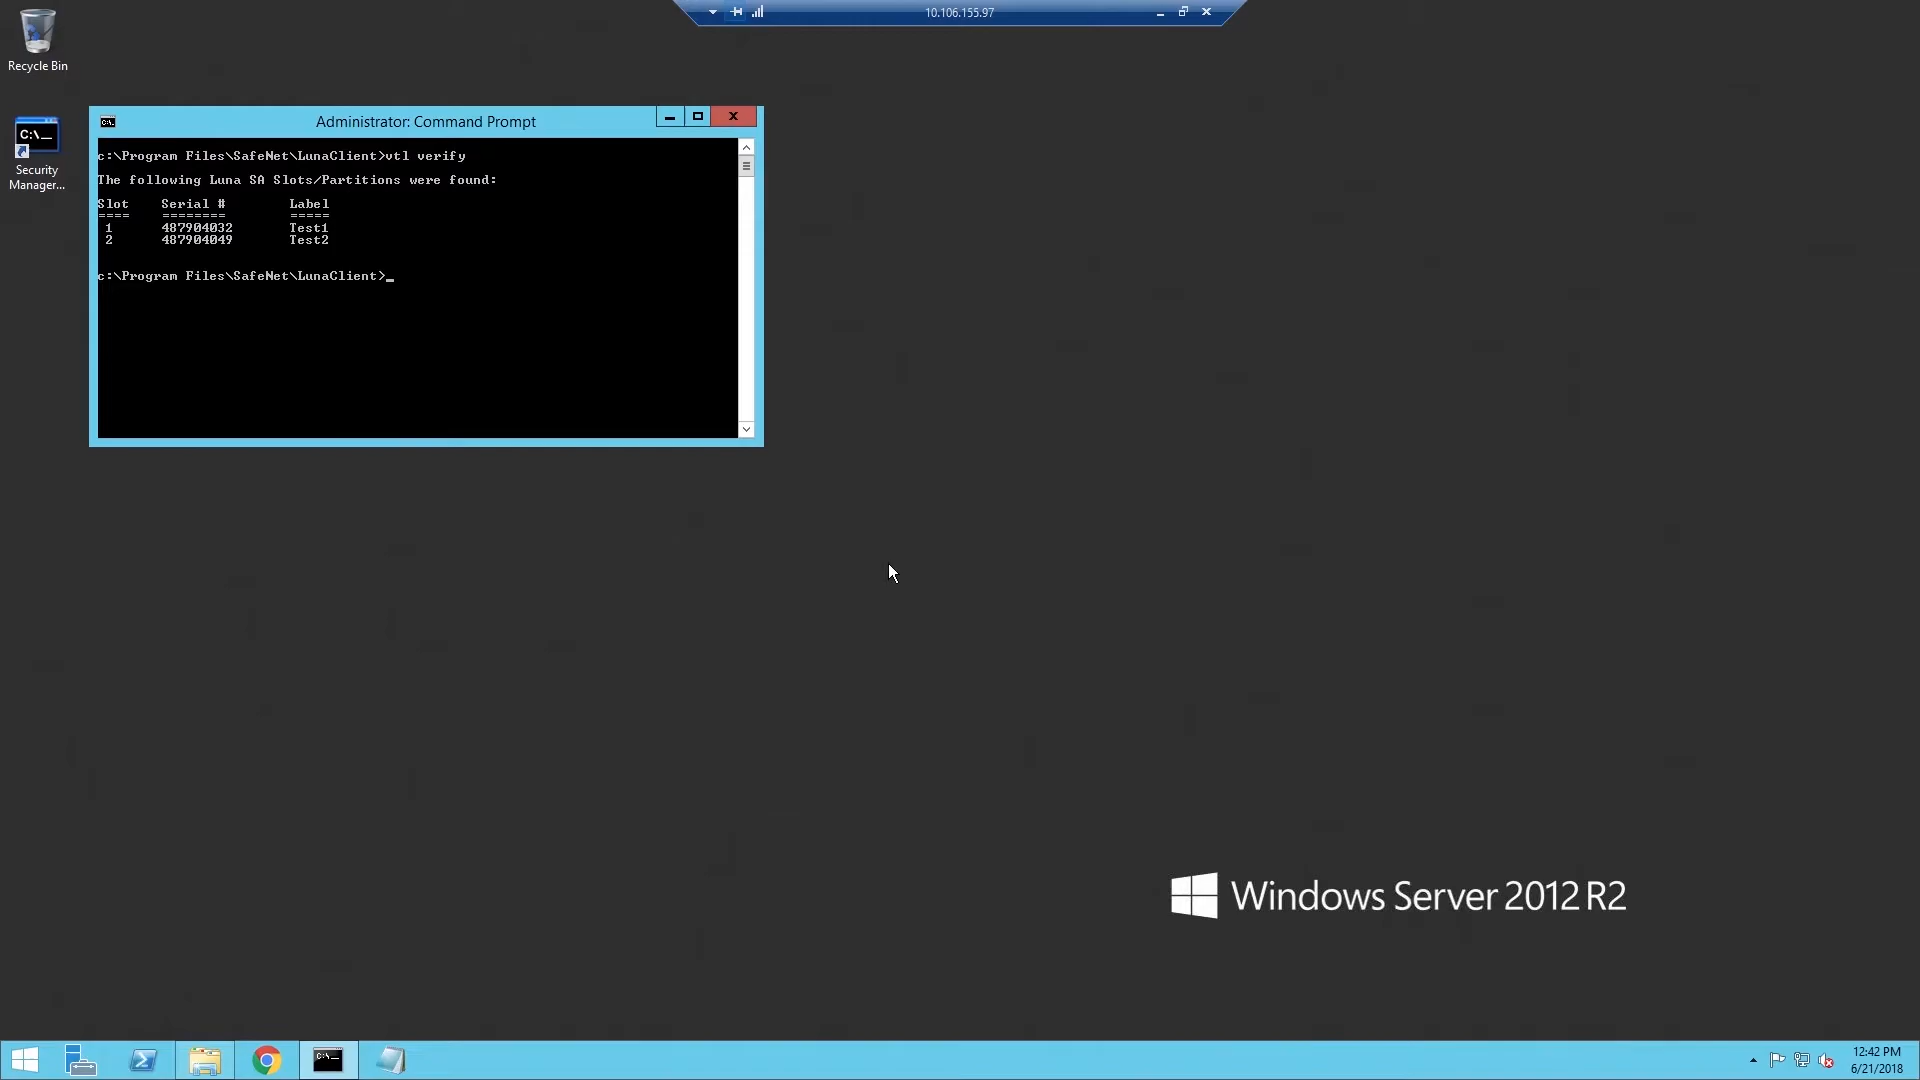 10.106.155.97
Recycle Bin
Administrator: Command Prompt
C:\_
Security
Manager...
c:\Program Files\SafeNet\LunaClient>vtl verify
The following Luna SA Slots/Partitions were found:
Slot Serial # Label
==== ======== =====
1 487904032 Test1
2 487904049 Test2
c:\Program Files\SafeNet\LunaClient>_
Windows Server 2012 R2
12:42 PM
6/21/2018